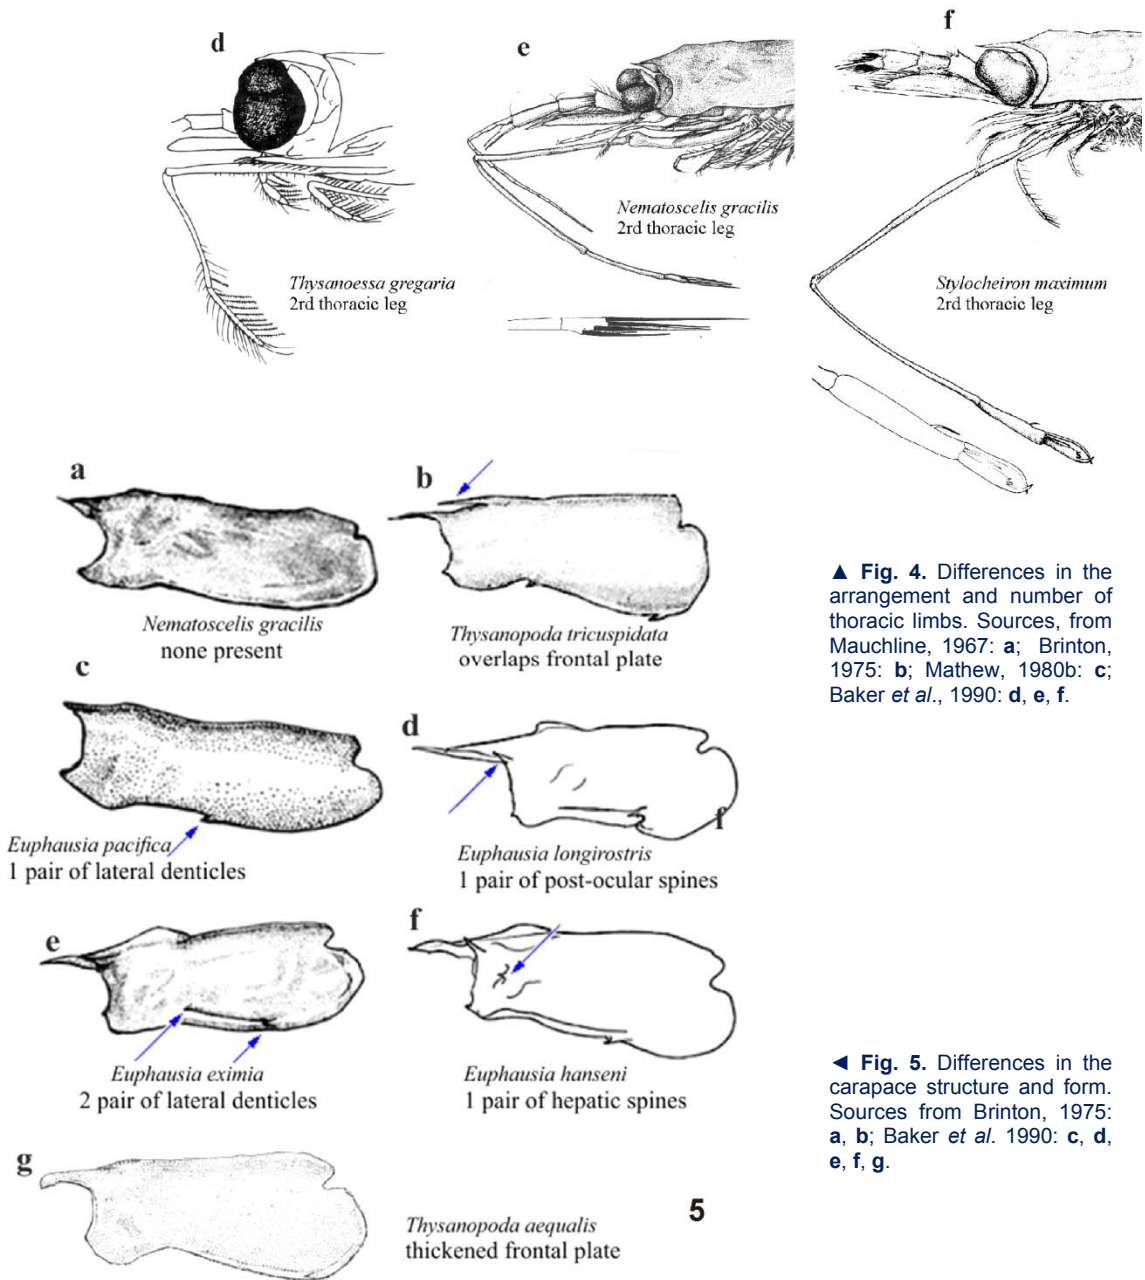 d
e
f
Thysanoessa gregaria
2rd thoracic leg
Nematoscelis gracilis
2rd thoracic leg
Stylocheiron maximum
2rd thoracic leg
▲ Fig. 4. Differences in the
arrangement and number of
thoracic limbs. Sources, from
Mauchline, 1967: a; Brinton,
1975: b; Mathew, 1980b: c;
Baker et al., 1990: d, e, f.
a
Nematoscelis gracilis
none present
b
Thysanopoda tricuspidata
overlaps frontal plate
c
Euphausia pacifica
1 pair of lateral denticles
d
f
Euphausia longirostris
1 pair of post-ocular spines
e
Euphausia eximia
2 pair of lateral denticles
f
Euphausia hanseni
1 pair of hepatic spines
◄ Fig. 5. Differences in the
carapace structure and form.
Sources from Brinton, 1975:
a, b; Baker et al. 1990: c, d,
e, f, g.
g
Thysanopoda aequalis
thickened frontal plate
5